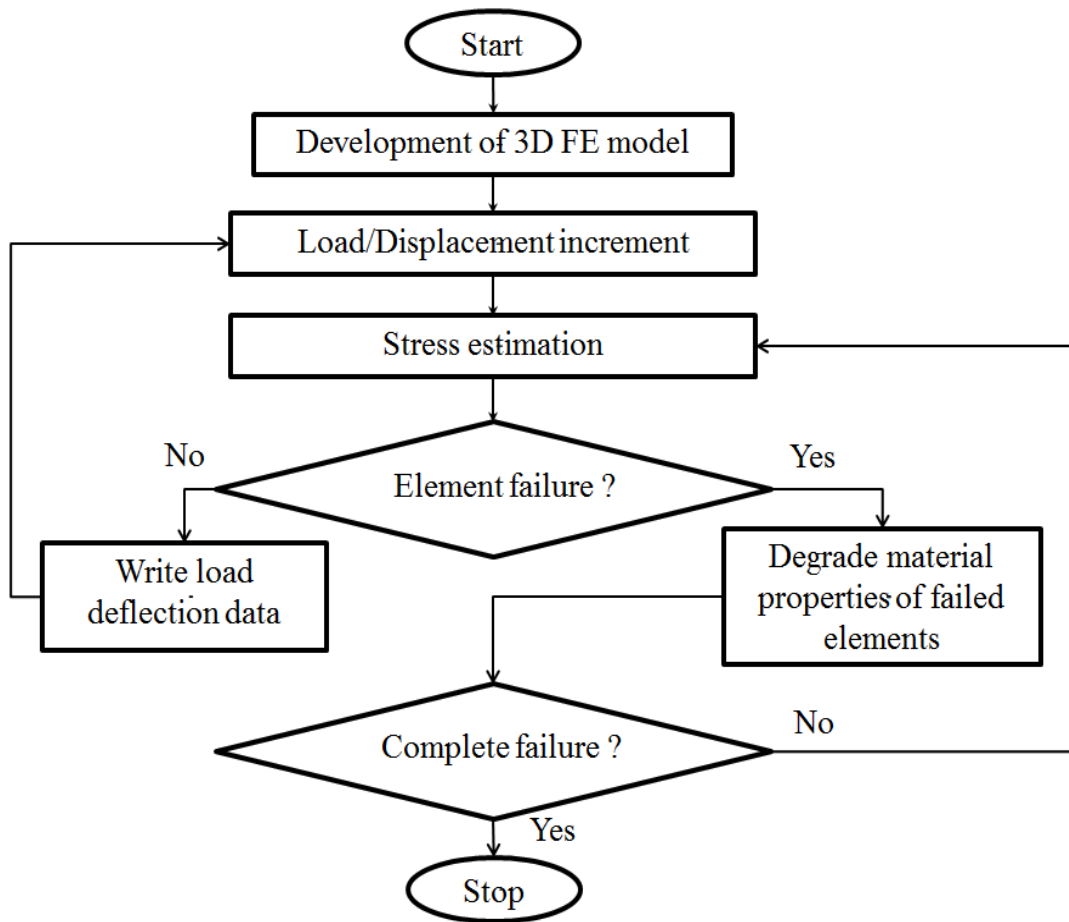 Start
Development of 3D FE model
Load/Displacement increment
Stress estimation
No
Yes
Element failure ?
Write load
deflection data
Degrade material
properties of failed
elements
Complete failure ?
No
Yes
Stop